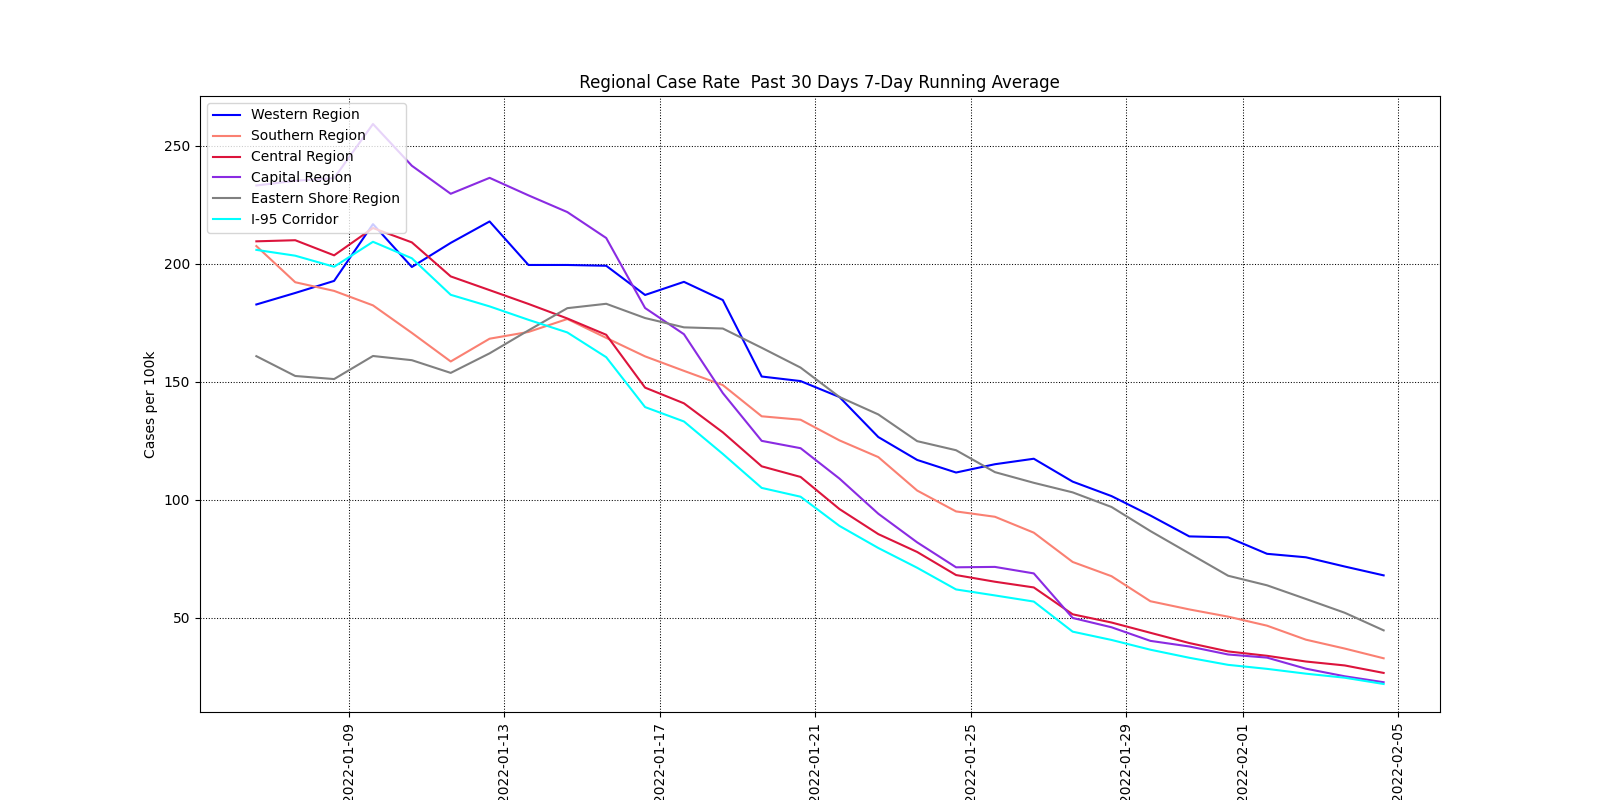 Regional Case Rate  Past 30 Days 7-Day Running Average
Western Region
Southern Region
Central Region
Capital Region
Eastern Shore Region
I-95 Corridor
Cases per 100k
250
200
150
100
50
2022-01-09
2022-01-13
2022-01-17
2022-01-21
2022-01-25
2022-01-29
2022-02-01
2022-02-05